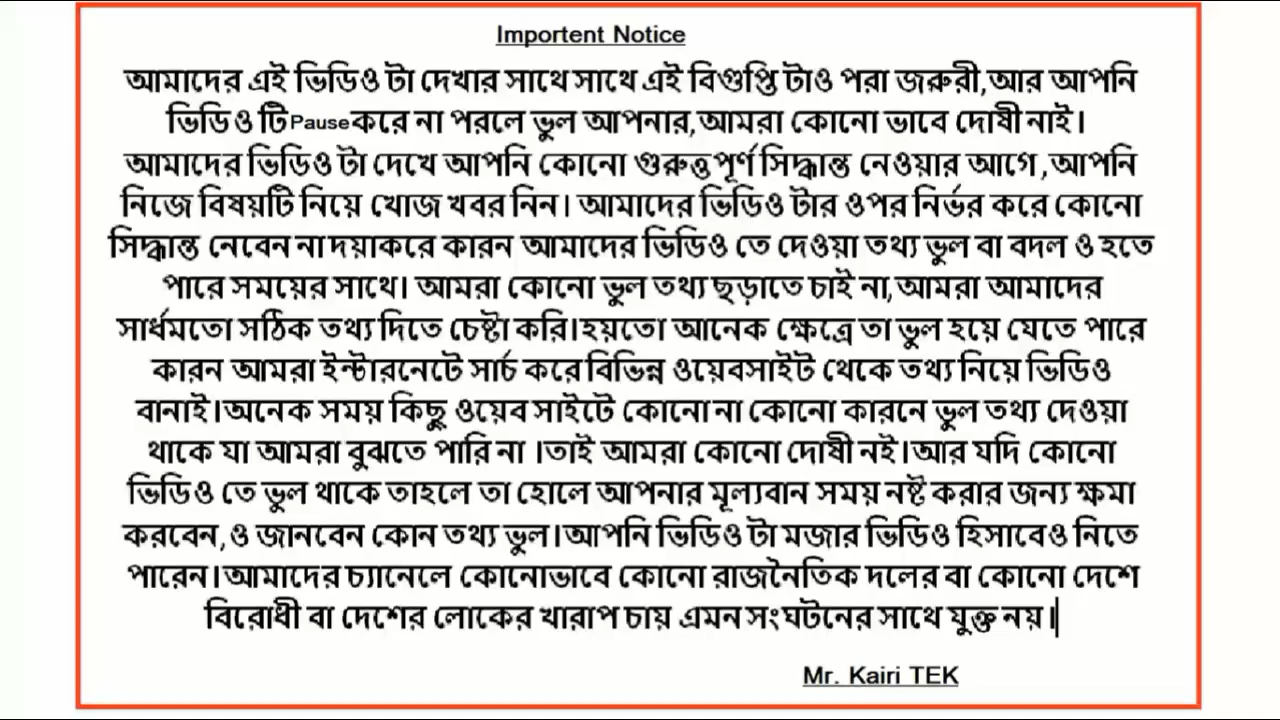 Importent Notice
আমাদের এই ভিডিও টা দেখার সাথে সাথে এই বিগুপ্তি টাও পরা জরুরী,আর আপনি
ভিডিও টি Pause করে না পরলে ভুল আপনার,আমরা কোনো ভাবে দোষী নাই।
আমাদের ভিডিও টা দেখে আপনি কোনো গুরুত্তপূর্ণ সিদ্ধান্ত নেওয়ার আগে ,আপনি
নিজে বিষয়টি নিয়ে খোজ খবর নিন। আমাদের ভিডিও টার ওপর নির্ভর করে কোনো
সিদ্ধান্ত নেবেন না দয়াকরে কারন আমাদের ভিডিও তে দেওয়া তথ্য ভুল বা বদল ও হতে
পারে সময়ের সাথে। আমরা কোনো ভুল তথ্য ছড়াতে চাই না,আমরা আমাদের
সার্ধমতো সঠিক তথ্য দিতে চেষ্টা করি।হয়তো আনেক ক্ষেত্রে তা ভুল হয়ে যেতে পারে
কারন আমরা ইন্টারনেটে সার্চ করে বিভিন্ন ওয়েবসাইট থেকে তথ্য নিয়ে ভিডিও
বানাই।অনেক সময় কিছু ওয়েব সাইটে কোনো না কোনো কারনে ভুল তথ্য দেওয়া
থাকে যা আমরা বুঝতে পারি না ।তাই আমরা কোনো দোষী নই।আর যদি কোনো
ভিডিও তে ভুল থাকে তাহলে তা হোলে আপনার মূল্যবান সময় নষ্ট করার জন্য ক্ষমা
করবেন,ও জানবেন কোন তথ্য ভুল।আপনি ভিডিও টা মজার ভিডিও হিসাবেও নিতে
পারেন।আমাদের চ্যানেলে কোনোভাবে কোনো রাজনৈতিক দলের বা কোনো দেশে
বিরোধী বা দেশের লোকের খারাপ চায় এমন সংঘটনের সাথে যুক্ত নয়।
Mr. Kairi TEK